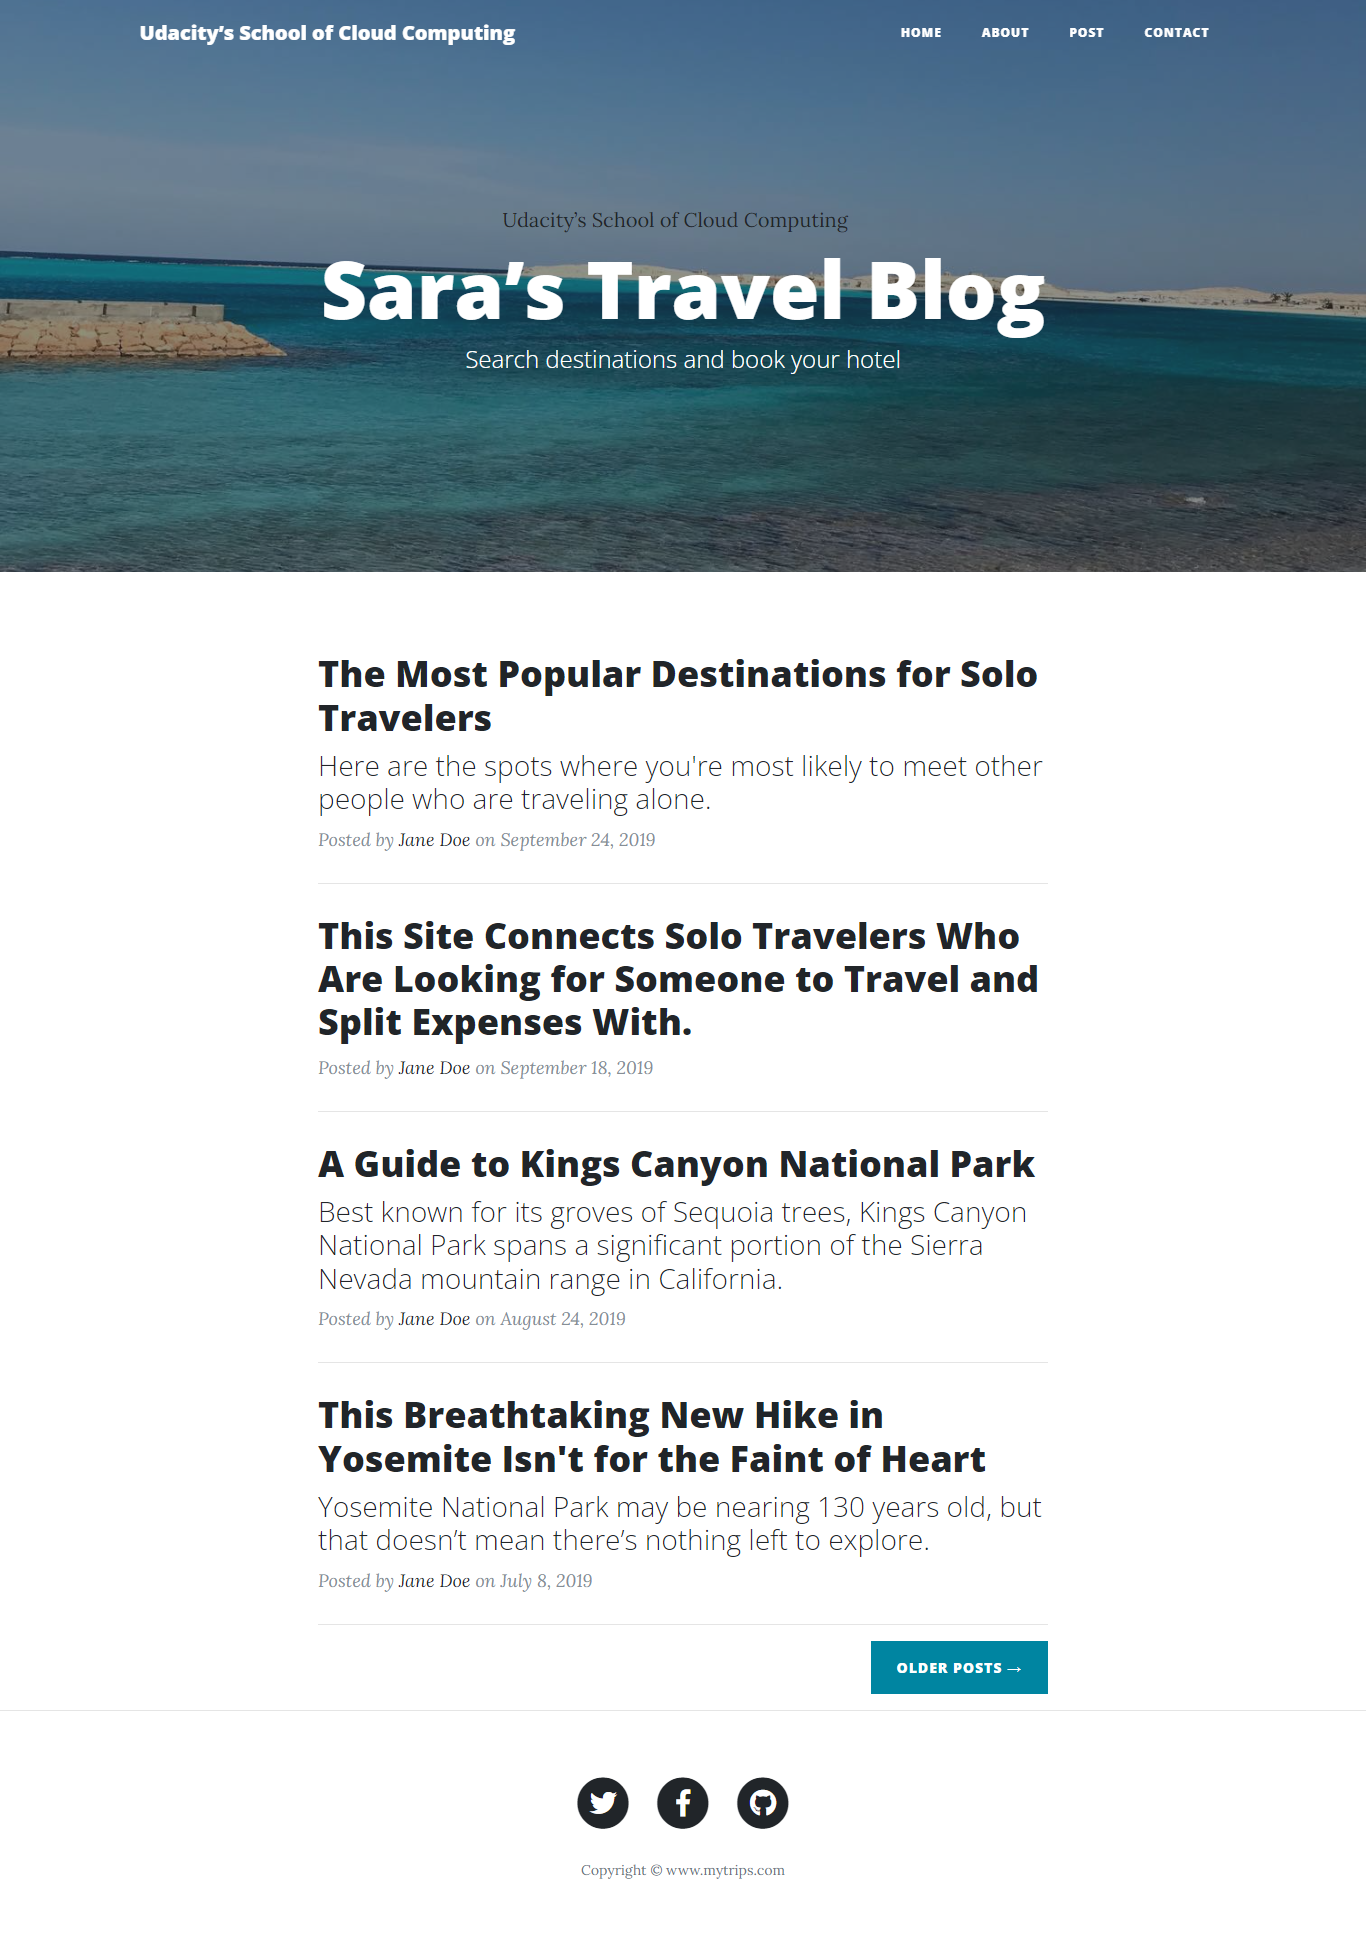 Udacity’s School of Cloud Computing
HOME ABOUT POST CONTACT
Udacity’s School of Cloud Computing
Sara’s Travel Blog
Search destinations and book your hotel
The Most Popular Destinations for Solo
Travelers
Here are the spots where you're most likely to meet other
people who are traveling alone.
Posted by Jane Doe on September 24, 2019
This Site Connects Solo Travelers Who
Are Looking for Someone to Travel and
Split Expenses With.
Posted by Jane Doe on September 18, 2019
A Guide to Kings Canyon National Park
Best known for its groves of Sequoia trees, Kings Canyon
National Park spans a significant portion of the Sierra
Nevada mountain range in California.
Posted by Jane Doe on August 24, 2019
This Breathtaking New Hike in
Yosemite Isn't for the Faint of Heart
Yosemite National Park may be nearing 130 years old, but
that doesn’t mean there’s nothing left to explore.
Posted by Jane Doe on July 8, 2019
OLDER POSTS →
Copyright © www.mytrips.com